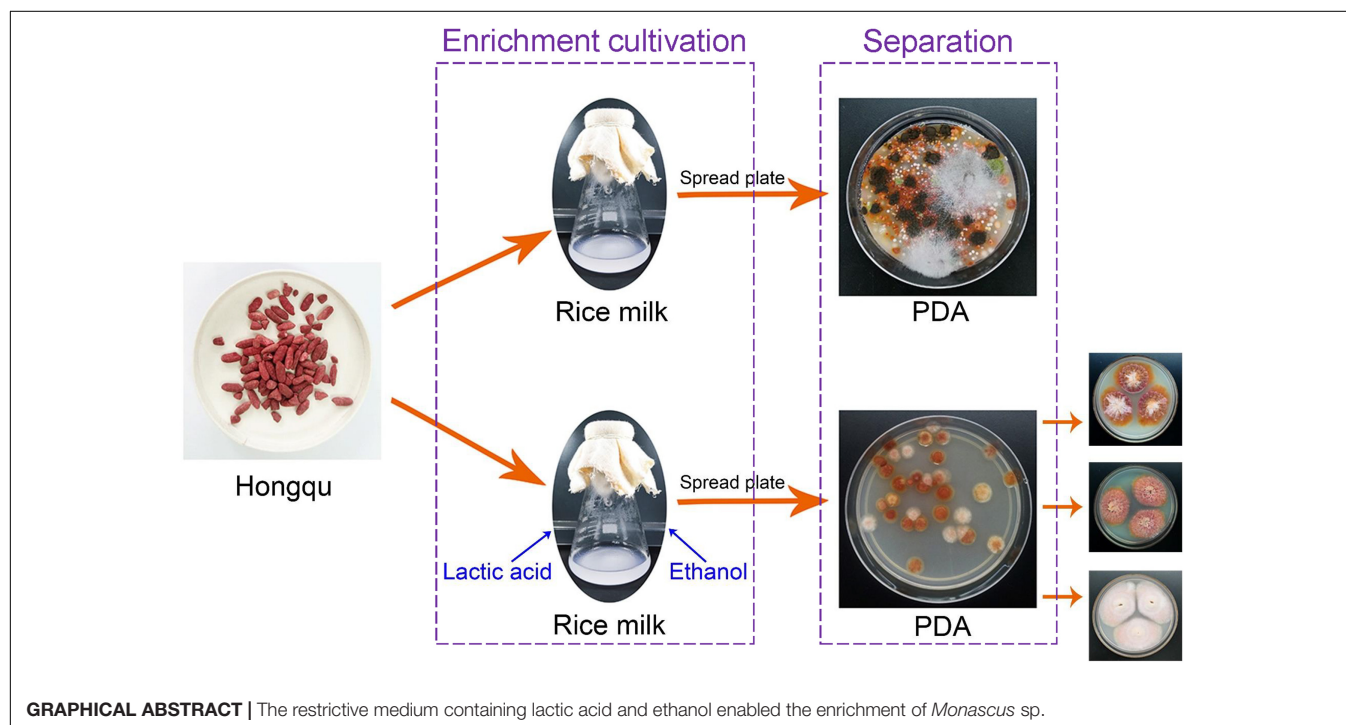 Enrichment cultivation
Separation
Spread plate
Rice milk
PDA
Hongqu
Spread plate
Lactic acid
Ethanol
Rice milk
PDA
GRAPHICAL ABSTRACT | The restrictive medium containing lactic acid and ethanol enabled the enrichment of Monascus sp.